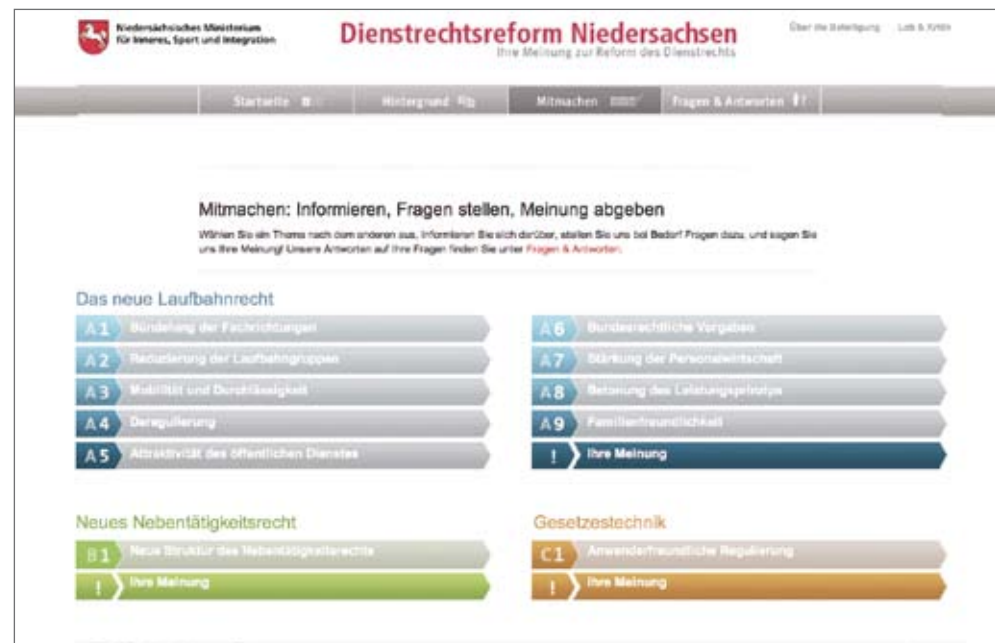 Niedersächsisches Ministerium
für Inneres, Sport und Integration
Dienstrechtsreform Niedersachsen
Ihre Meinung zur Reform des Dienstrechts
Über die Beteiligung Lob & Kritik
Startseite Hintergrund Mitmachen Fragen & Antworten
Mitmachen: Informieren, Fragen stellen, Meinung abgeben
Wählen Sie ein Thema nach dem anderen aus, informieren Sie sich darüber, stellen Sie uns bei Bedarf Fragen dazu, und sagen Sie
uns Ihre Meinung! Unsere Antworten auf Ihre Fragen finden Sie unter Fragen & Antworten.
Das neue Laufbahnrecht
A1 Bündelung der Fachrichtungen
A2 Reduzierung der Laufbahngruppen
A3 Mobilität und Durchlässigkeit
A4 Deregulierung
A5 Attraktivität des öffentlichen Dienstes
A6 Bundesrechtliche Vorgaben
A7 Stärkung der Personalwirtschaft
A8 Betonung des Leistungsprinzips
A9 Familienfreundlichkeit
! Ihre Meinung
Neues Nebentätigkeitsrecht
B1 Neue Struktur des Nebentätigkeitsrechts
! Ihre Meinung
Gesetzestechnik
C1 Anwenderfreundliche Regulierung
! Ihre Meinung